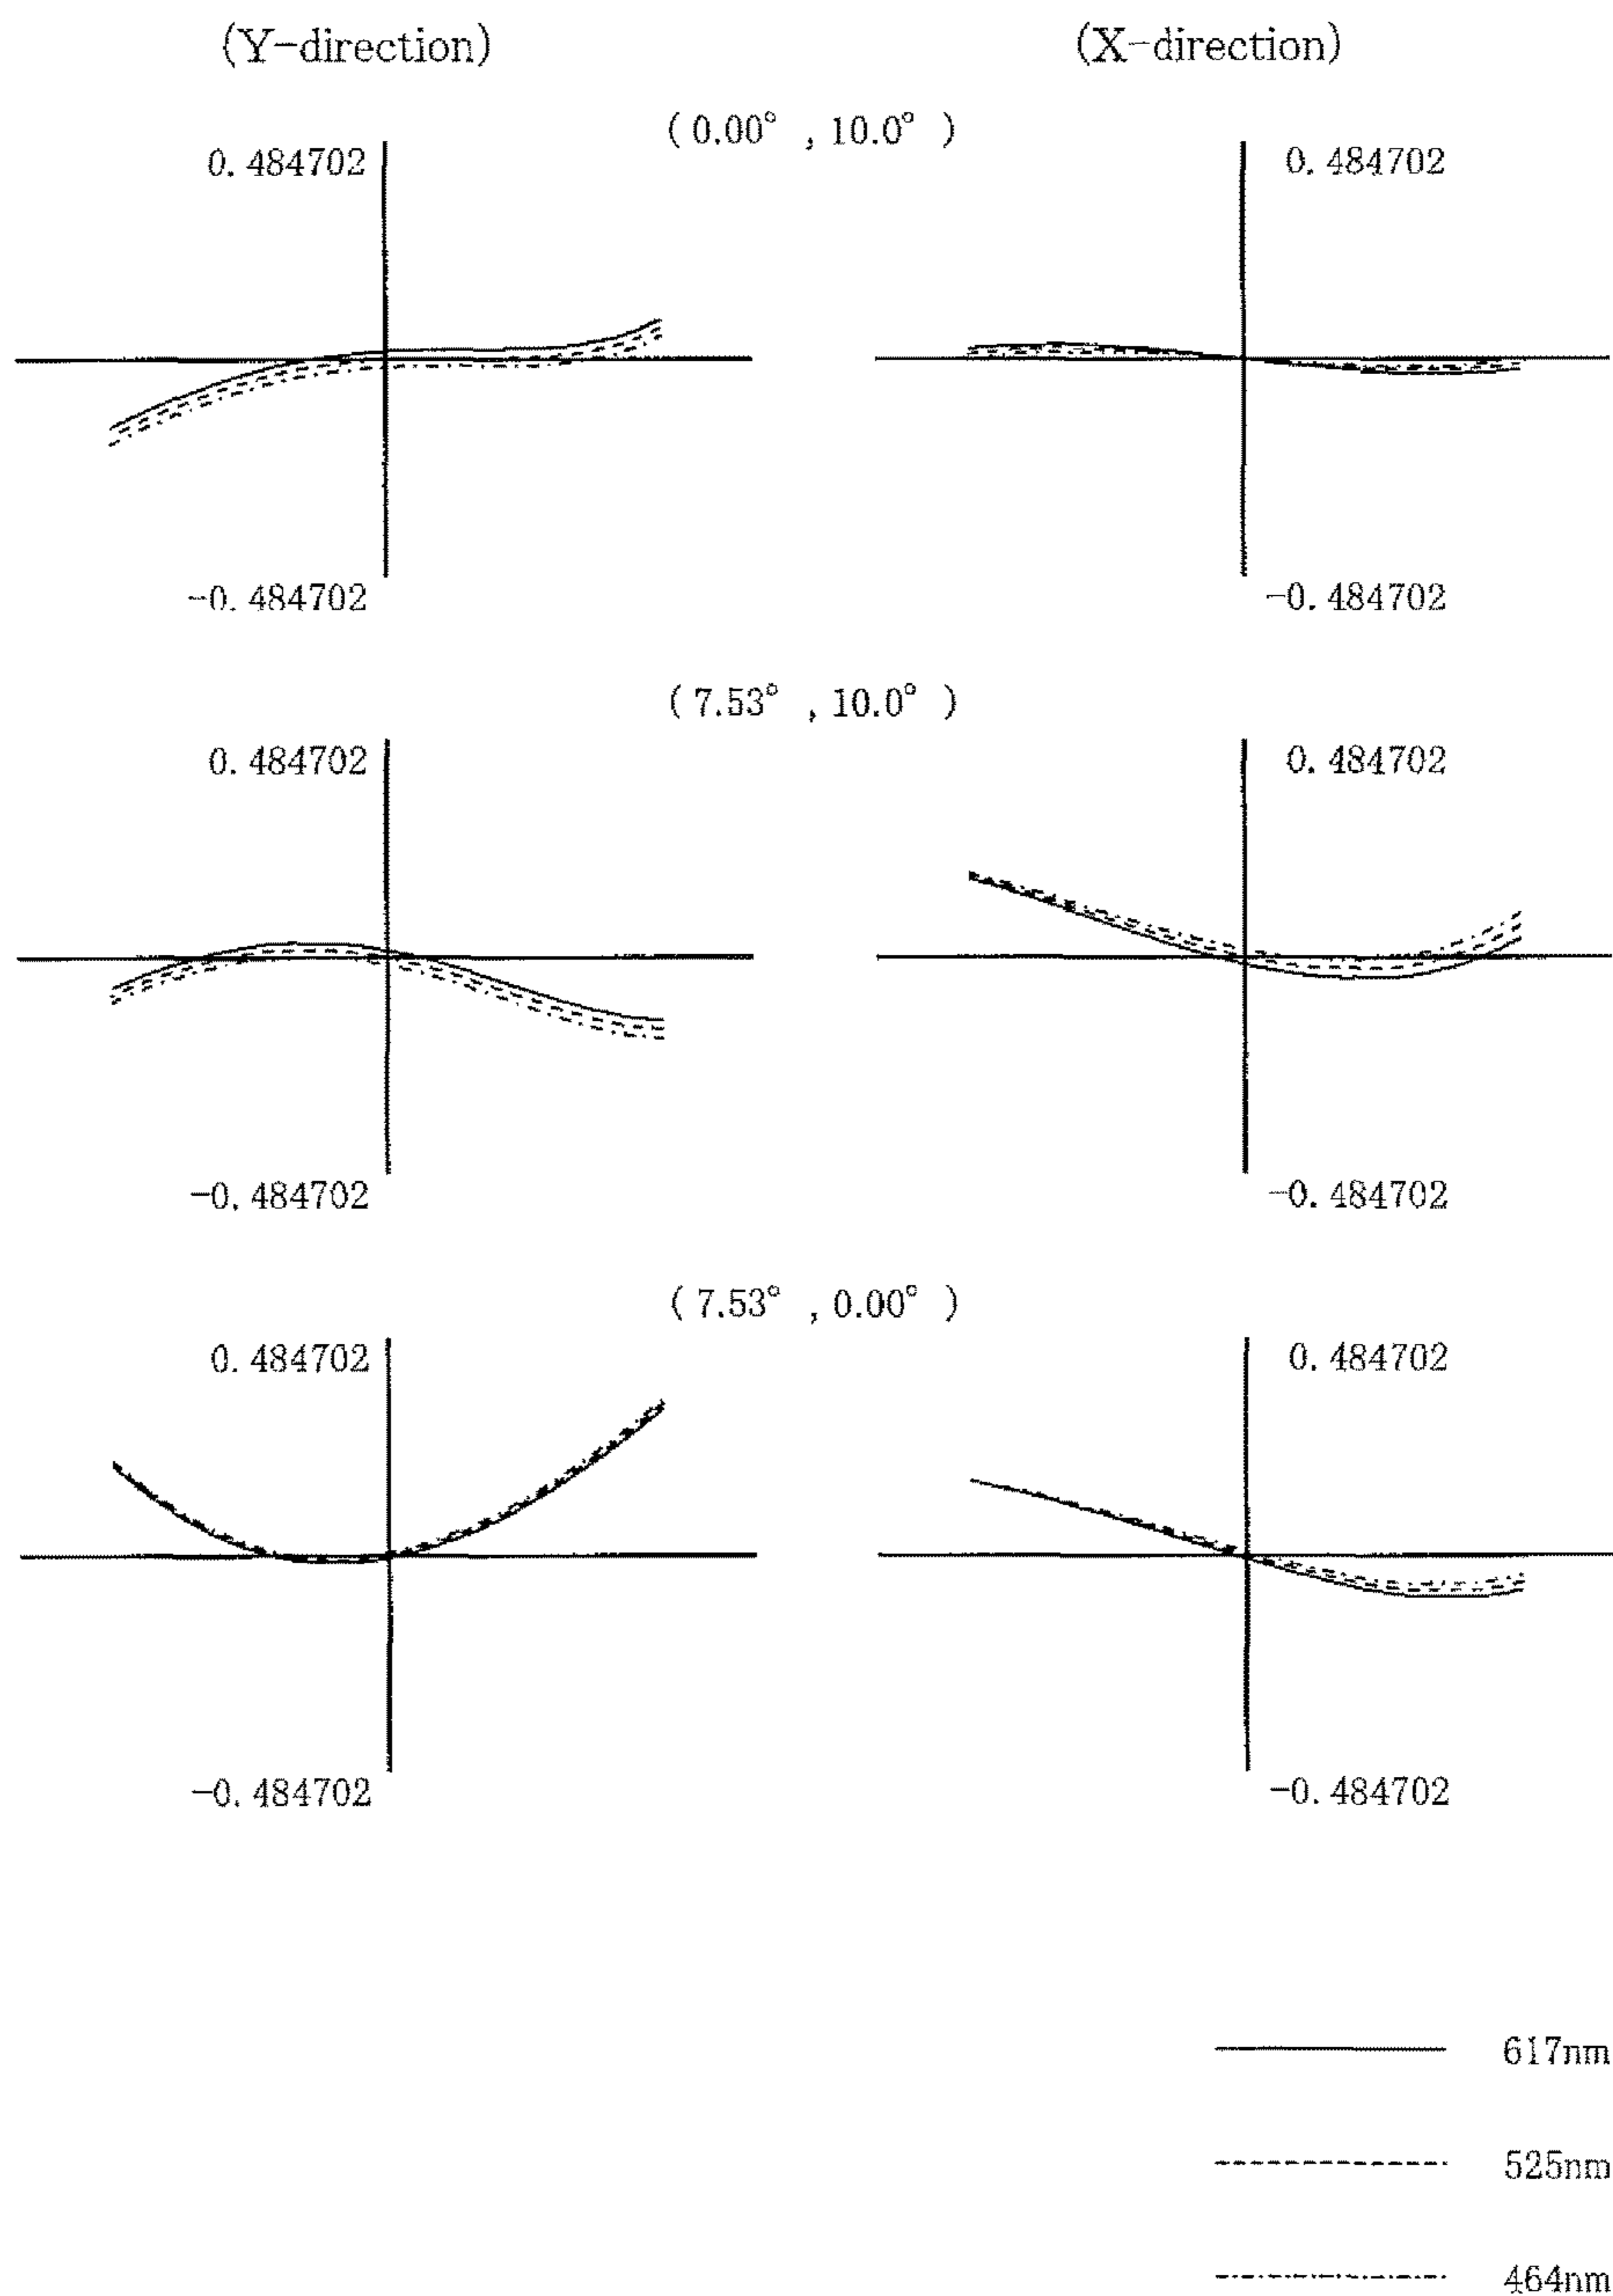 (Y-direction) (X-direction)
( 0.00° , 10.0° )
0.484702 0.484702
-0.484702 -0.484702
( 7.53° , 10.0° )
0.484702 0.484702
-0.484702 -0.484702
( 7.53° , 0.00° )
0.484702 0.484702
-0.484702 -0.484702
617nm
525nm
464nm